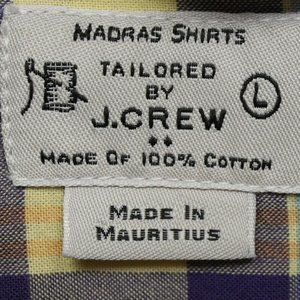 MADRAS SHIRTS
TAILORED
BY
L
J.CREW
MADE OF 100% COTTON
MADE IN
MAURITIUS